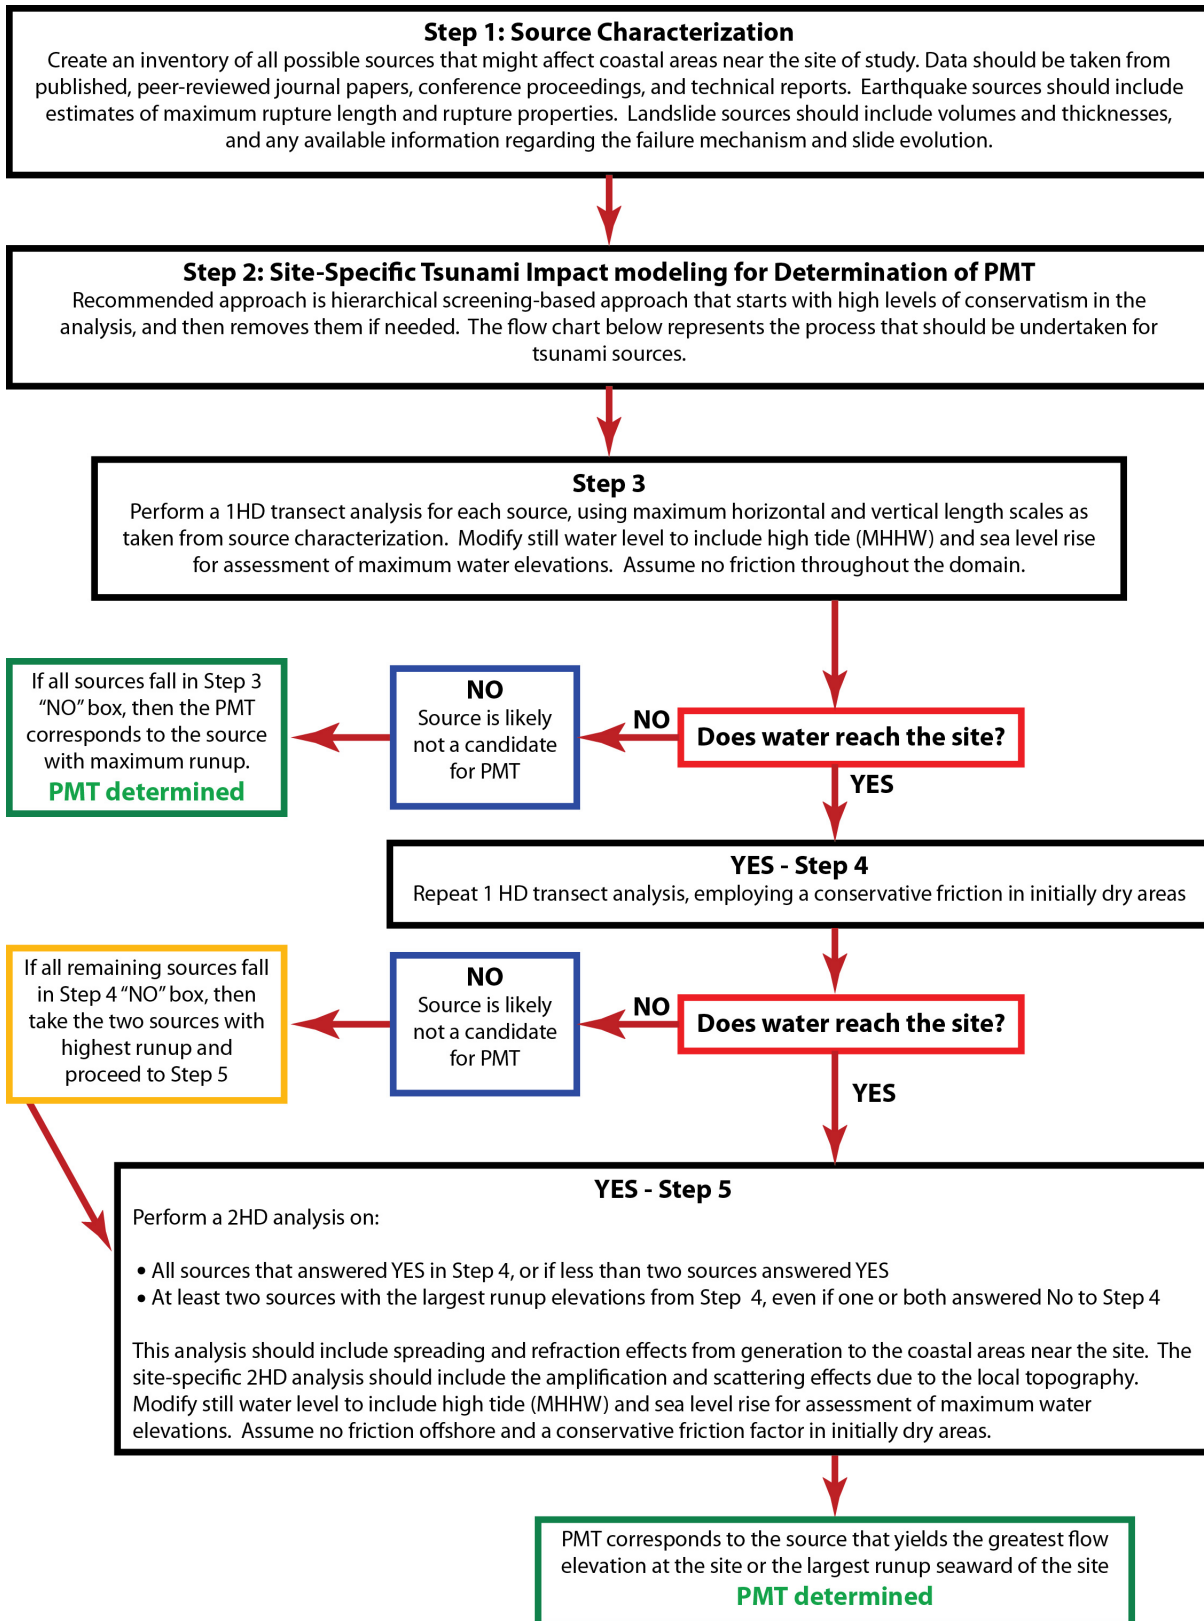 Step 1: Source Characterization
Create an inventory of all possible sources that might affect coastal areas near the site of study. Data should be taken from
published, peer-reviewed journal papers, conference proceedings, and technical reports. Earthquake sources should include
estimates of maximum rupture length and rupture properties. Landslide sources should include volumes and thicknesses,
and any available information regarding the failure mechanism and slide evolution.
Step 2: Site-Specific Tsunami Impact modeling for Determination of PMT
Recommended approach is hierarchical screening-based approach that starts with high levels of conservatism in the
analysis, and then removes them if needed. The flow chart below represents the process that should be undertaken for
tsunami sources.
Step 3
Perform a 1HD transect analysis for each source, using maximum horizontal and vertical length scales as
taken from source characterization. Modify still water level to include high tide (MHHW) and sea level rise
for assessment of maximum water elevations. Assume no friction throughout the domain.
Does water reach the site?
NO
NO
Source is likely
not a candidate
for PMT
If all sources fall in Step 3
“NO” box, then the PMT
corresponds to the source
with maximum runup.
PMT determined
YES
YES - Step 4
Repeat 1 HD transect analysis, employing a conservative friction in initially dry areas
Does water reach the site?
NO
NO
Source is likely
not a candidate
for PMT
If all remaining sources fall
in Step 4 “NO” box, then
take the two sources with
highest runup and
proceed to Step 5
YES
YES - Step 5
Perform a 2HD analysis on:
• All sources that answered YES in Step 4, or if less than two sources answered YES
• At least two sources with the largest runup elevations from Step 4, even if one or both answered No to Step 4
This analysis should include spreading and refraction effects from generation to the coastal areas near the site. The
site-specific 2HD analysis should include the amplification and scattering effects due to the local topography.
Modify still water level to include high tide (MHHW) and sea level rise for assessment of maximum water
elevations. Assume no friction offshore and a conservative friction factor in initially dry areas.
PMT corresponds to the source that yields the greatest flow
elevation at the site or the largest runup seaward of the site
PMT determined